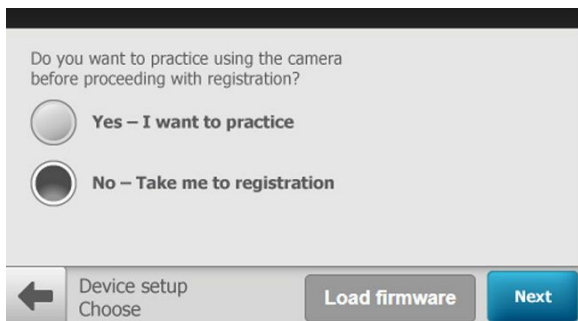 Do you want to practice using the camera
before proceeding with registration?
Yes – I want to practice
No – Take me to registration
Device setup
Choose
Load firmware
Next